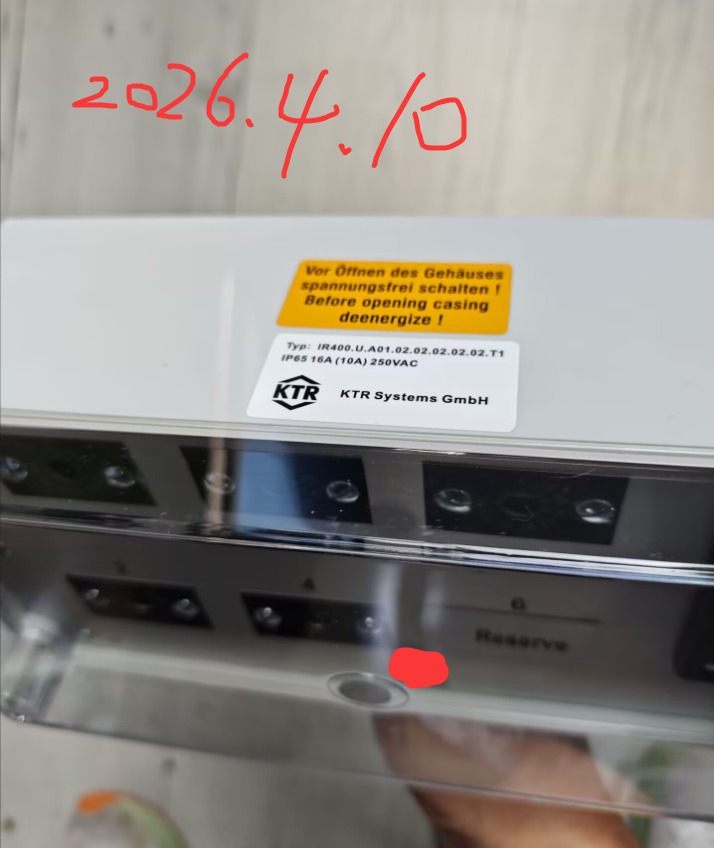 2026.4.10
Vor Öffnen des Gehäuses
spannungsfrei schalten !
Before opening casing
deenergize !
Typ: IR400.U.A01.02.02.02.02.02.T1
IP65 16A (10A) 250VAC
KTR KTR Systems GmbH
4
6
Reserve